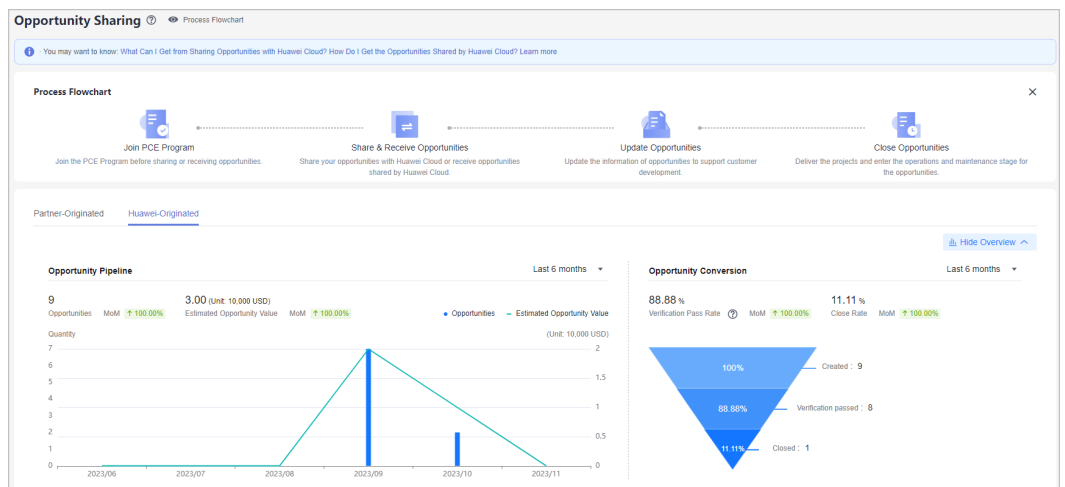 Opportunity Sharing ? Process Flowchart
You may want to know: What Can I Get from Sharing Opportunities with Huawei Cloud? How Do I Get the Opportunities Shared by Huawei Cloud? Learn more
Process Flowchart
Join PCE Program
Join the PCE Program before sharing or receiving opportunities.
Share & Receive Opportunities
Share your opportunities with Huawei Cloud or receive opportunities
shared by Huawei Cloud.
Update Opportunities
Update the information of opportunities to support customer
development.
Close Opportunities
Deliver the projects and enter the operations and maintenance stage for
the opportunities.
Partner-Originated Huawei-Originated
Hide Overview
Opportunity Pipeline Last 6 months
9
Opportunities MoM ↑ 100.00%
3.00 (Unit: 10,000 USD)
Estimated Opportunity Value MoM ↑ 100.00%
Opportunities Estimated Opportunity Value
Quantity (Unit: 10,000 USD)
7
6
5
4
3
2
1
0
2
1.5
1
0.5
0
2023/06 2023/07 2023/08 2023/09 2023/10 2023/11
Opportunity Conversion Last 6 months
88.88 %
Verification Pass Rate ? MoM ↑ 100.00%
11.11 %
Close Rate MoM ↑ 100.00%
100% Created : 9
88.88% Verification passed : 8
11.11% Closed : 1